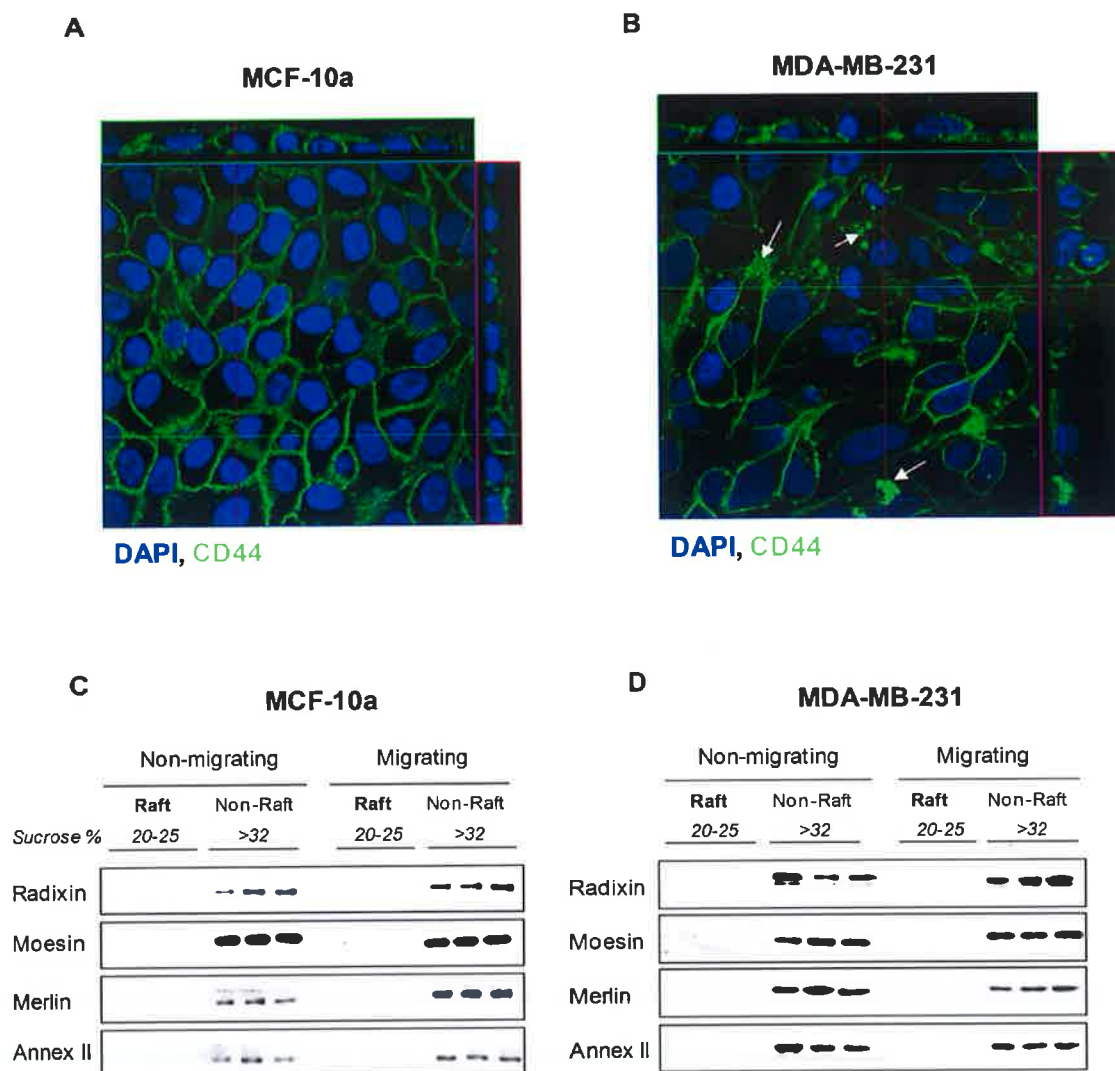 A
B
MCF-10a
MDA-MB-231
DAPI, CD44
DAPI, CD44
C
MCF-10a
Non-migrating Migrating
Raft Non-Raft Raft Non-Raft
Sucrose % 20-25 >32 20-25 >32
Radixin
Moesin
Merlin
Annex II
D
MDA-MB-231
Non-migrating Migrating
Raft Non-Raft Raft Non-Raft
20-25 >32 20-25 >32
Radixin
Moesin
Merlin
Annex II